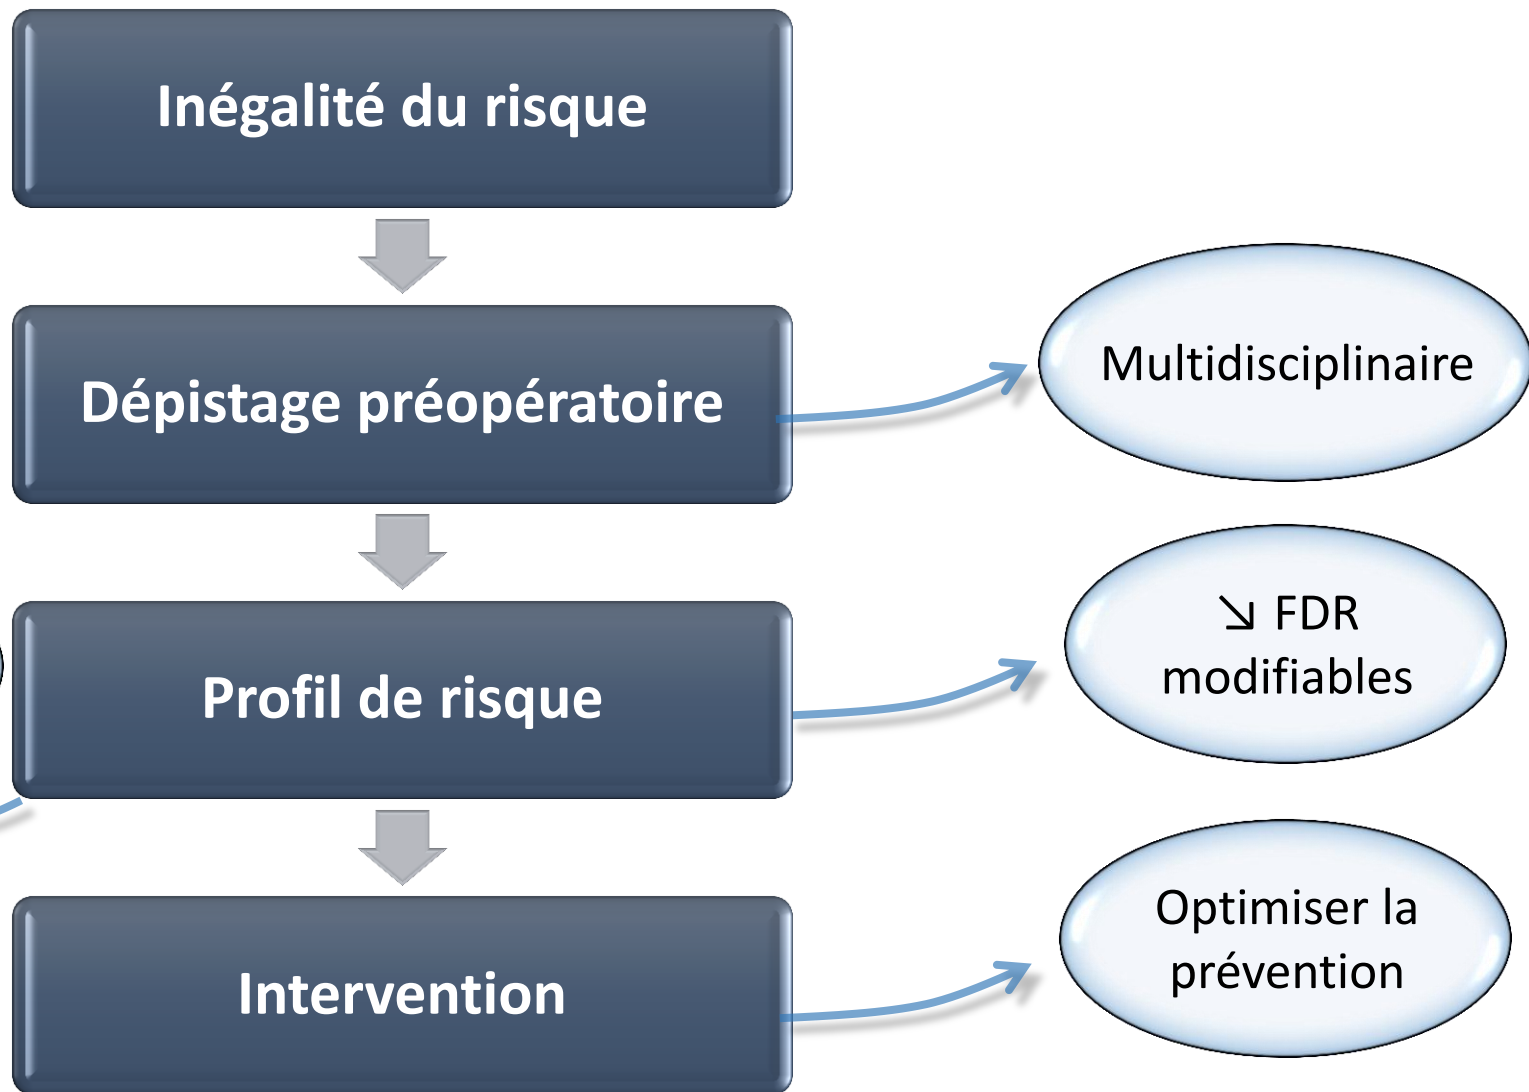 Inégalité du risque
Dépistage préopératoire
Multidisciplinaire
Profil de risque
↘ FDR
modifiables
Intervention
Optimiser la
prévention